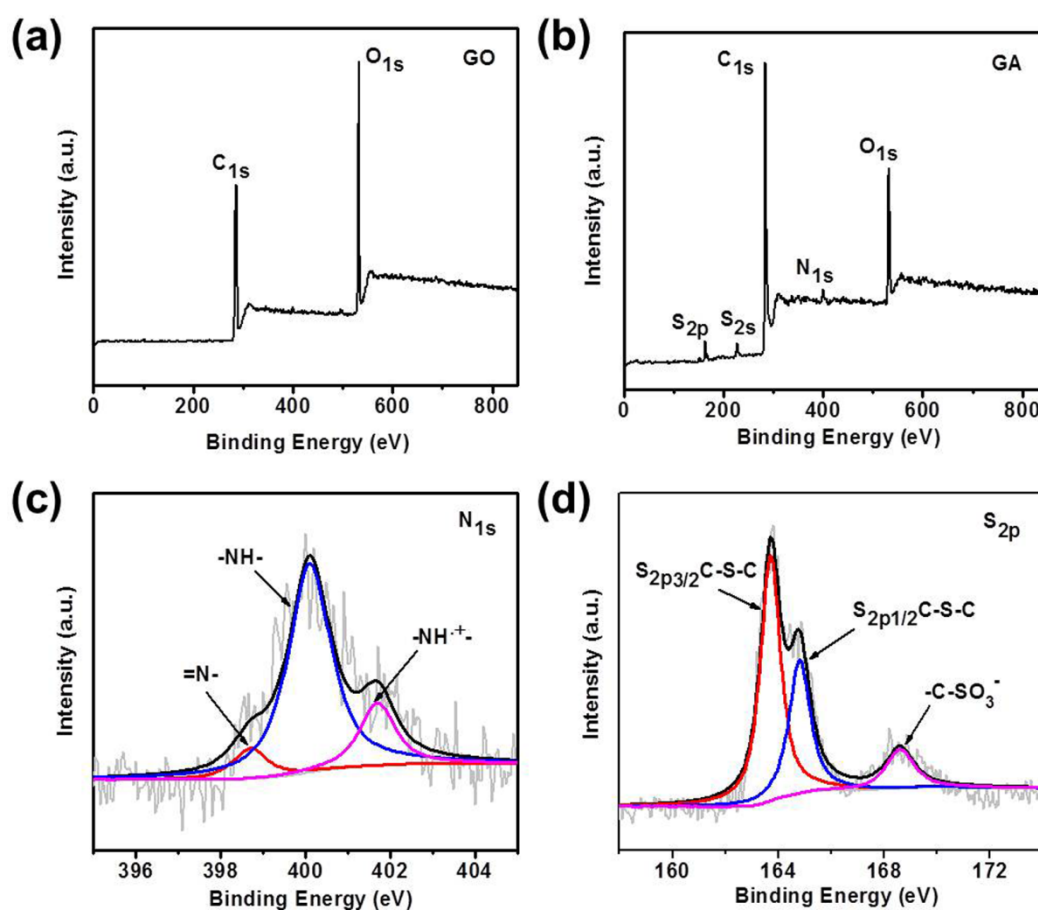 (a)
GO
O1s
C1s
Intensity (a.u.)
0 200 400 600 800
Binding Energy (eV)
(b)
GA
C1s
O1s
N1s
S2p
S2s
Intensity (a.u.)
0 200 400 600 800
Binding Energy (eV)
(c)
N1s
-NH-
-NH·+-
=N-
Intensity (a.u.)
396 398 400 402 404
Binding Energy (eV)
(d)
S2p
S2p3/2C-S-C
S2p1/2C-S-C
-C-SO3-
Intensity (a.u.)
160 164 168 172
Binding Energy (eV)